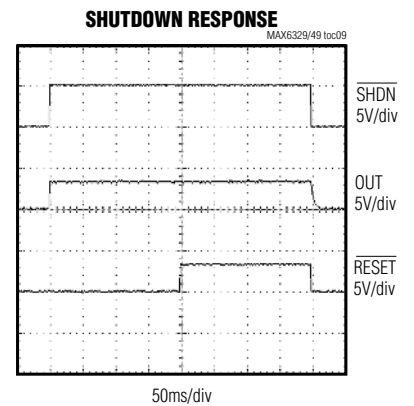 SHUTDOWN RESPONSE
MAX6329/49 toc09
SHDN
5V/div
OUT
5V/div
RESET
5V/div
50ms/div